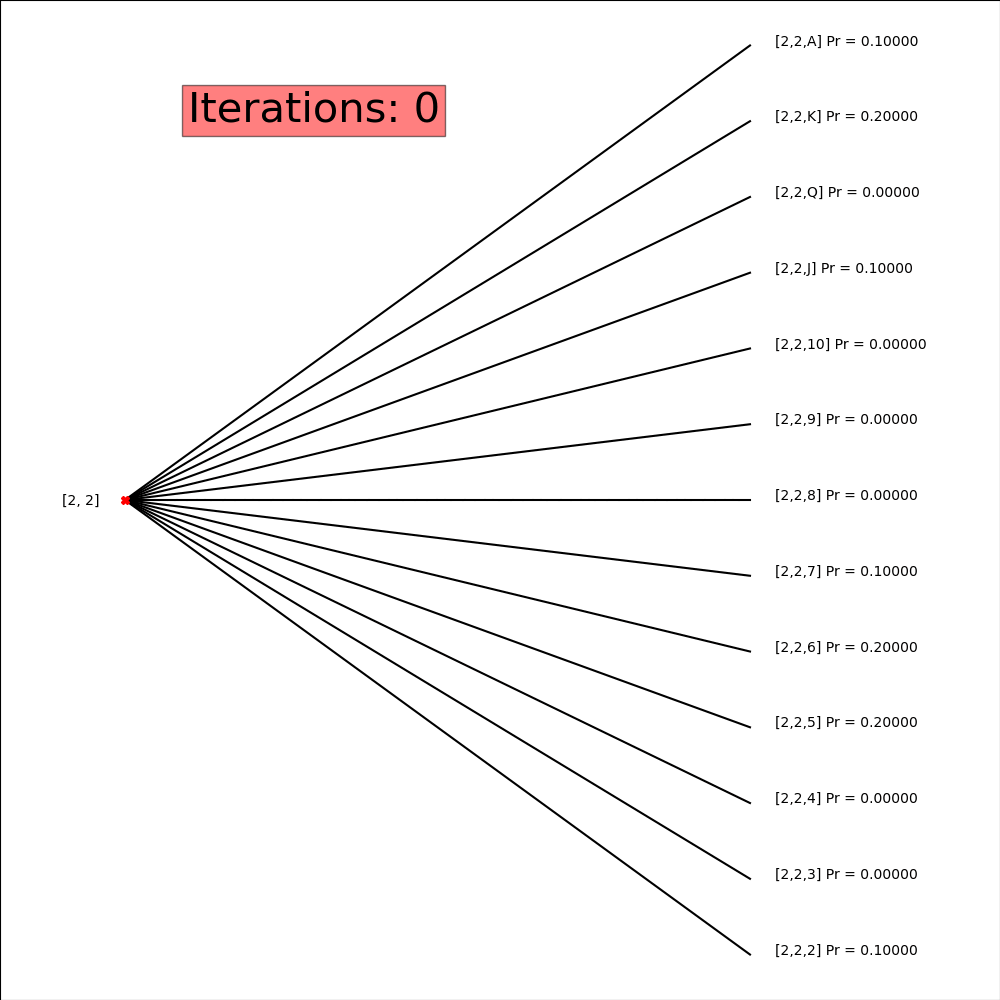 [2,2,A] Pr = 0.10000
Iterations: 0
[2,2,K] Pr = 0.20000
[2,2,Q] Pr = 0.00000
[2,2,J] Pr = 0.10000
[2,2,10] Pr = 0.00000
[2,2,9] Pr = 0.00000
[2, 2]
[2,2,8] Pr = 0.00000
[2,2,7] Pr = 0.10000
[2,2,6] Pr = 0.20000
[2,2,5] Pr = 0.20000
[2,2,4] Pr = 0.00000
[2,2,3] Pr = 0.00000
[2,2,2] Pr = 0.10000